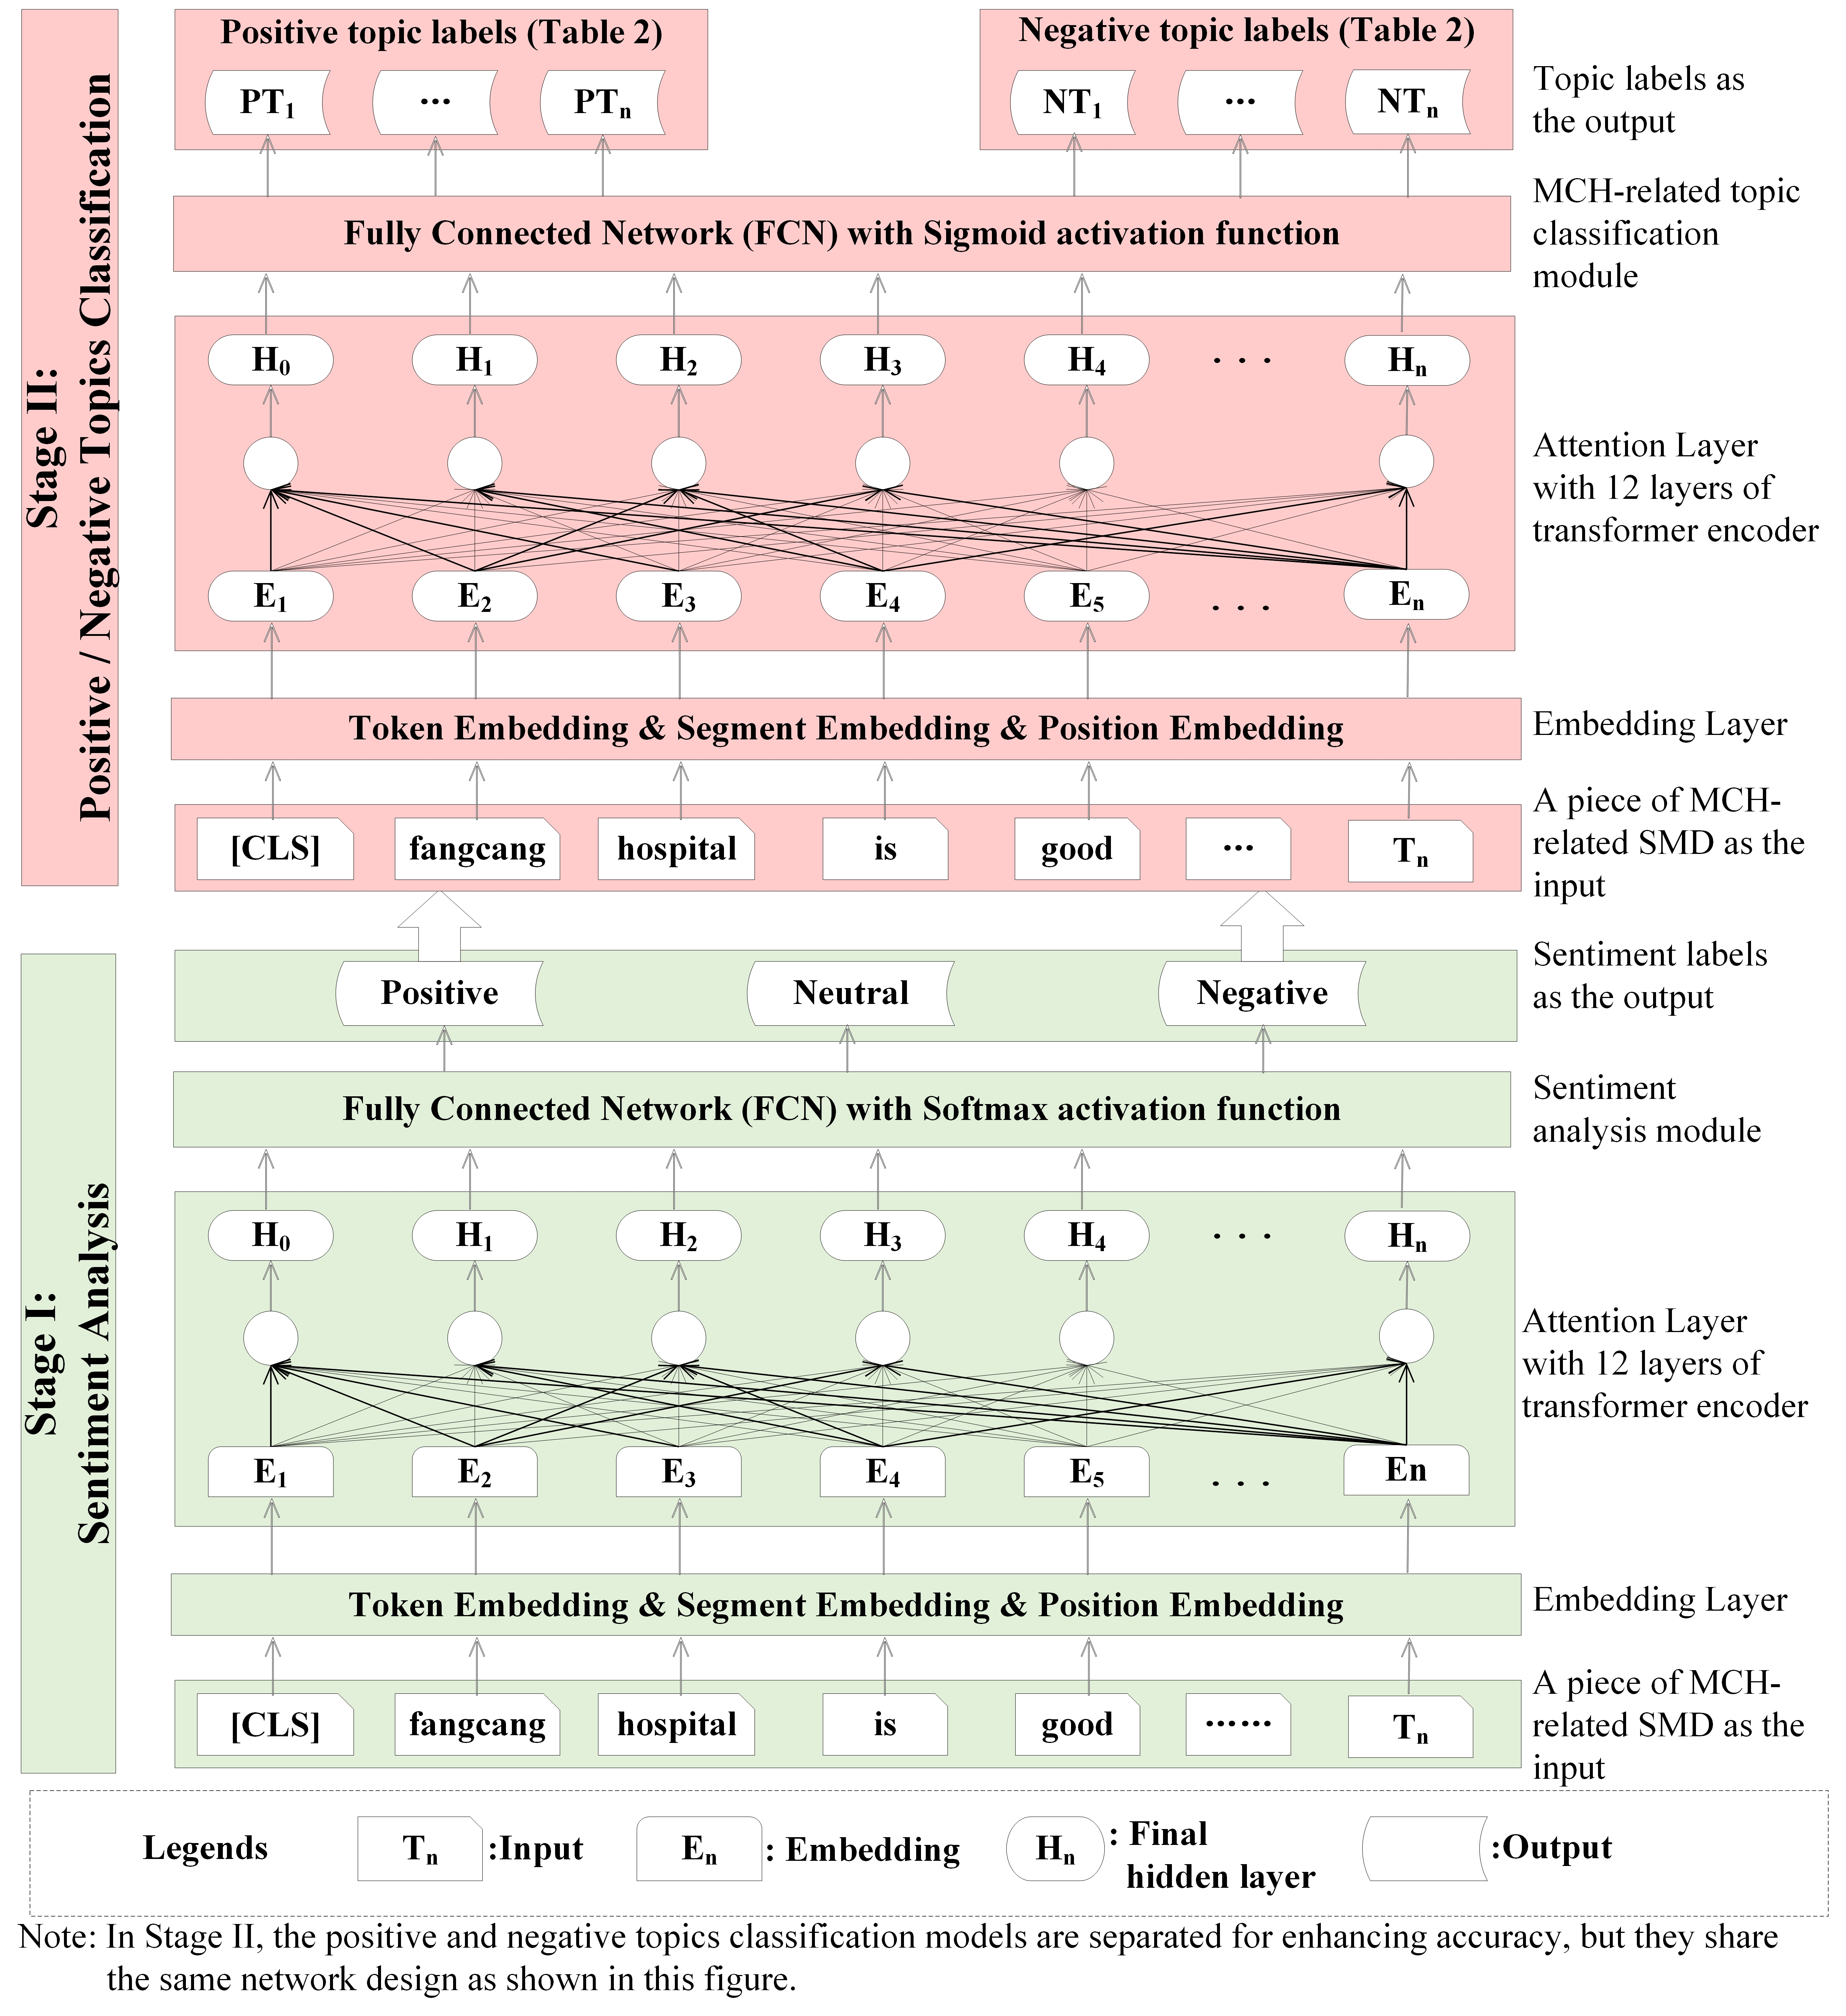 Stage II:
Positive / Negative Topics Classification
Positive topic labels (Table 2)
PT1 ... PTn
Negative topic labels (Table 2)
NT1 ... NTn
Topic labels as
the output
Fully Connected Network (FCN) with Sigmoid activation function
MCH-related topic
classification
module
H0 H1 H2 H3 H4 . . . Hn
Attention Layer
with 12 layers of
transformer encoder
E1 E2 E3 E4 E5 . . . En
Token Embedding & Segment Embedding & Position Embedding
Embedding Layer
[CLS] fangcang hospital is good ... Tn
A piece of MCH-
related SMD as the
input
Stage I:
Sentiment Analysis
Positive Neutral Negative
Sentiment labels
as the output
Fully Connected Network (FCN) with Softmax activation function
Sentiment
analysis module
H0 H1 H2 H3 H4 . . . Hn
Attention Layer
with 12 layers of
transformer encoder
E1 E2 E3 E4 E5 . . . En
Token Embedding & Segment Embedding & Position Embedding
Embedding Layer
[CLS] fangcang hospital is good ...... Tn
A piece of MCH-
related SMD as the
input
Legends
Tn :Input
En : Embedding
Hn : Final
hidden layer
:Output
Note: In Stage II, the positive and negative topics classification models are separated for enhancing accuracy, but they share
the same network design as shown in this figure.